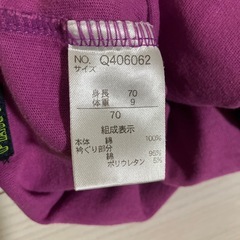 NO. Q406062
サイズ
身長 70
体重 9
70
組成表示
本体 綿 100%
衿ぐり部分
綿 95%
ポリウレタン 5%